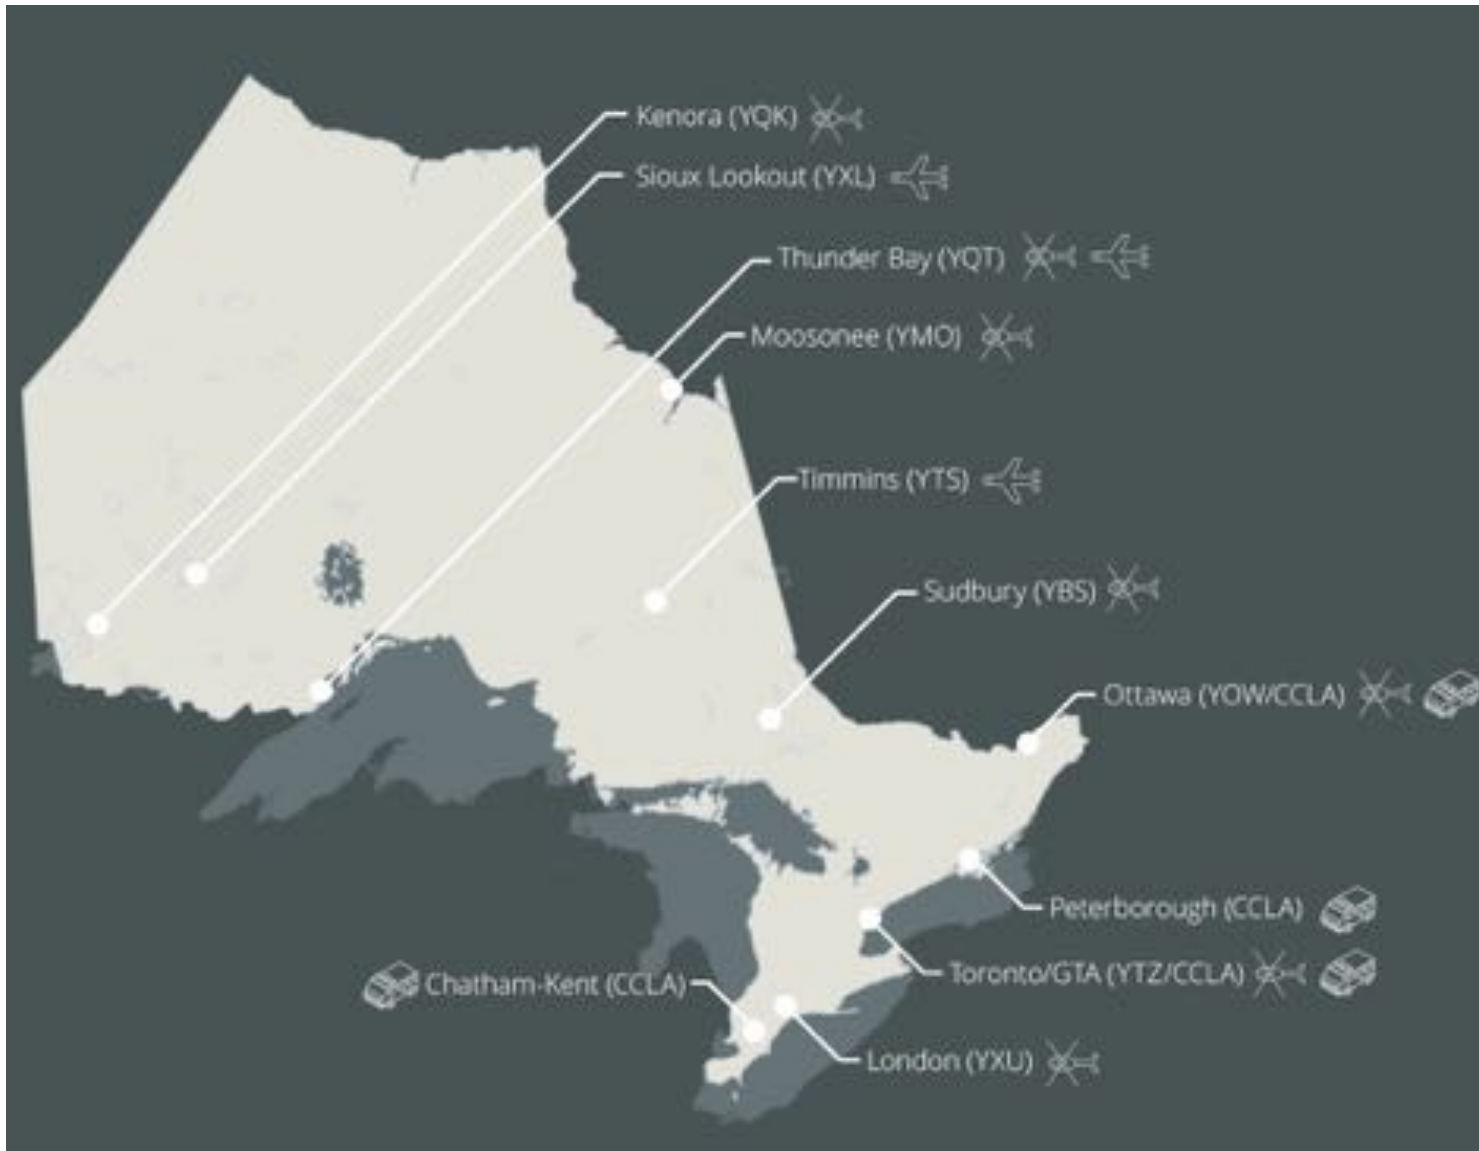 Kenora (YQK)
Sioux Lookout (YXL)
Thunder Bay (YQT)
Moosonee (YMO)
Timmins (YTS)
Sudbury (YBS)
Ottawa (YOW/CCLA)
Peterborough (CCLA)
Toronto/GTA (YTZ/CCLA)
Chatham-Kent (CCLA)
London (YXU)